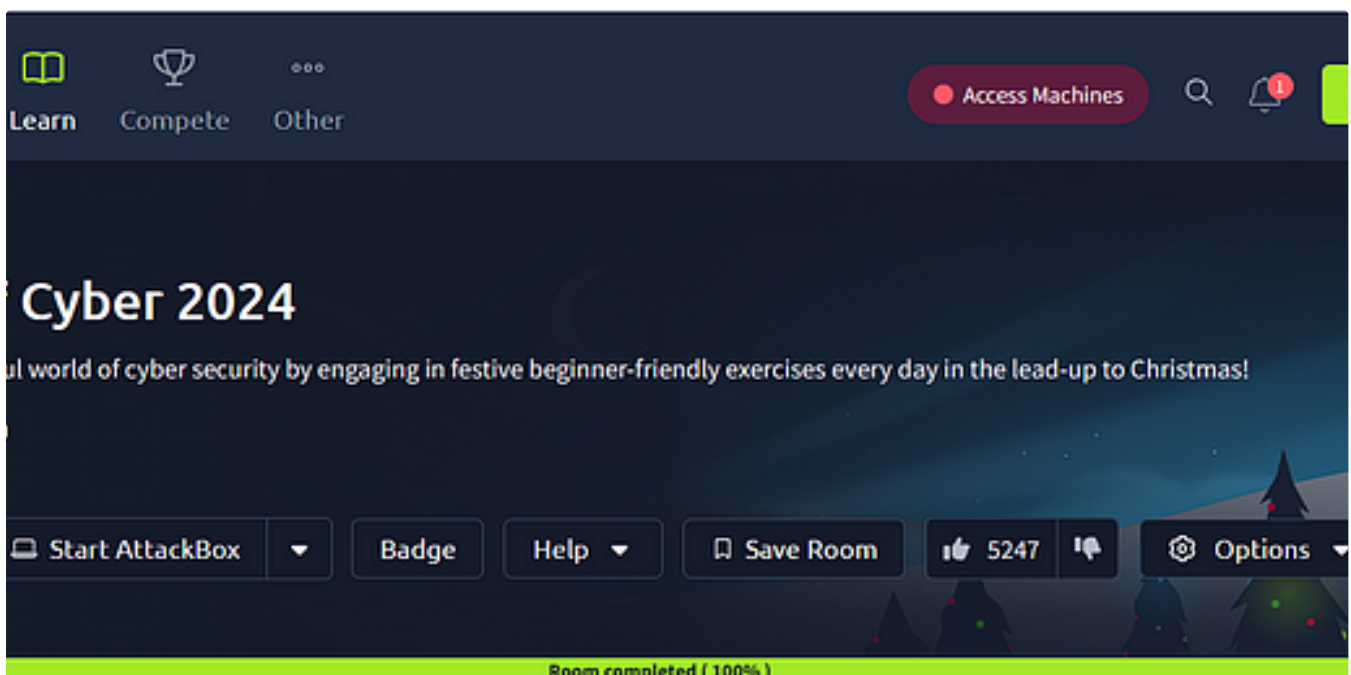 Access Machines
1
Learn
Compete
Other
Cyber 2024
ul world of cyber security by engaging in festive beginner-friendly exercises every day in the lead-up to Christmas!
Start AttackBox
Badge
Help
Save Room
5247
Options
Room completed ( 100% )